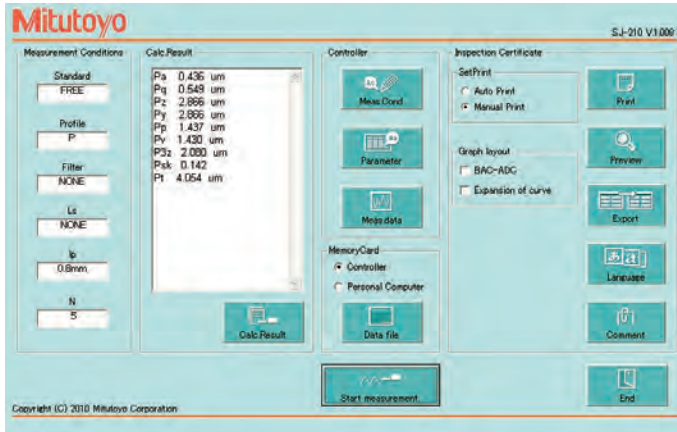 Mitutoyo
SJ-210 V1.008
Measurement Conditions
Standard
FREE
Profile
P
Filter
NONE
Ls
NONE
lp
0.8mm
N
5
Calc.Result
Pa 0.436 um
Pq 0.549 um
Pz 2.866 um
Py 2.866 um
Pp 1.437 um
Pv 1.430 um
P3z 2.080 um
Psk 0.142
Pt 4.054 um
Calc.Result
Controller
Meas.Cond.
Parameter
Meas.data
MemoryCard
Controller
Personal Computer
Data file
Start measurement.
Inspection Certificate
SetPrint
Auto Print
Manual Print
Graph layout
BAC-ADC
Expansion of curve
Print
Preview
Export
Language
Comment
End
Copyright (C) 2010 Mitutoyo Corporation